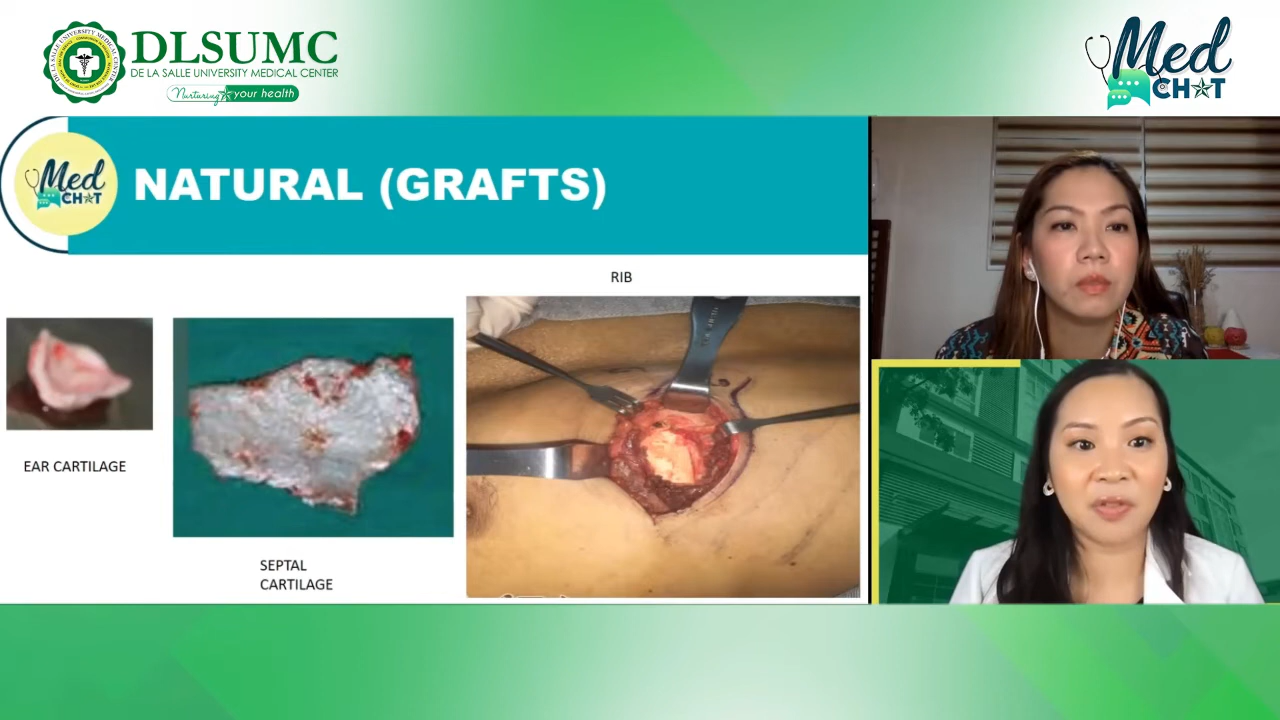 DLSUMC
DE LA SALLE UNIVERSITY MEDICAL CENTER
Nurturing your health
Med
CHAT
Med
CHAT
NATURAL (GRAFTS)
RIB
EAR CARTILAGE
SEPTAL
CARTILAGE